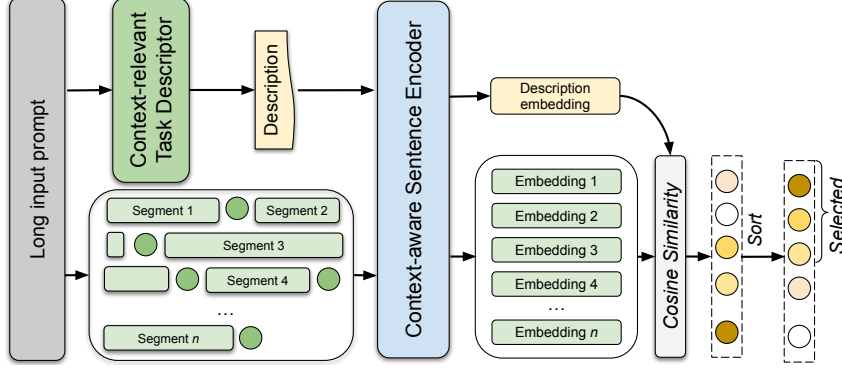 Long input prompt
Context-relevant
Task Descriptor
Description
Segment 1
Segment 2
Segment 3
Segment 4
...
Segment n
Context-aware Sentence Encoder
Description
embedding
Embedding 1
Embedding 2
Embedding 3
Embedding 4
...
Embedding n
Cosine Similarity
Sort
Selected